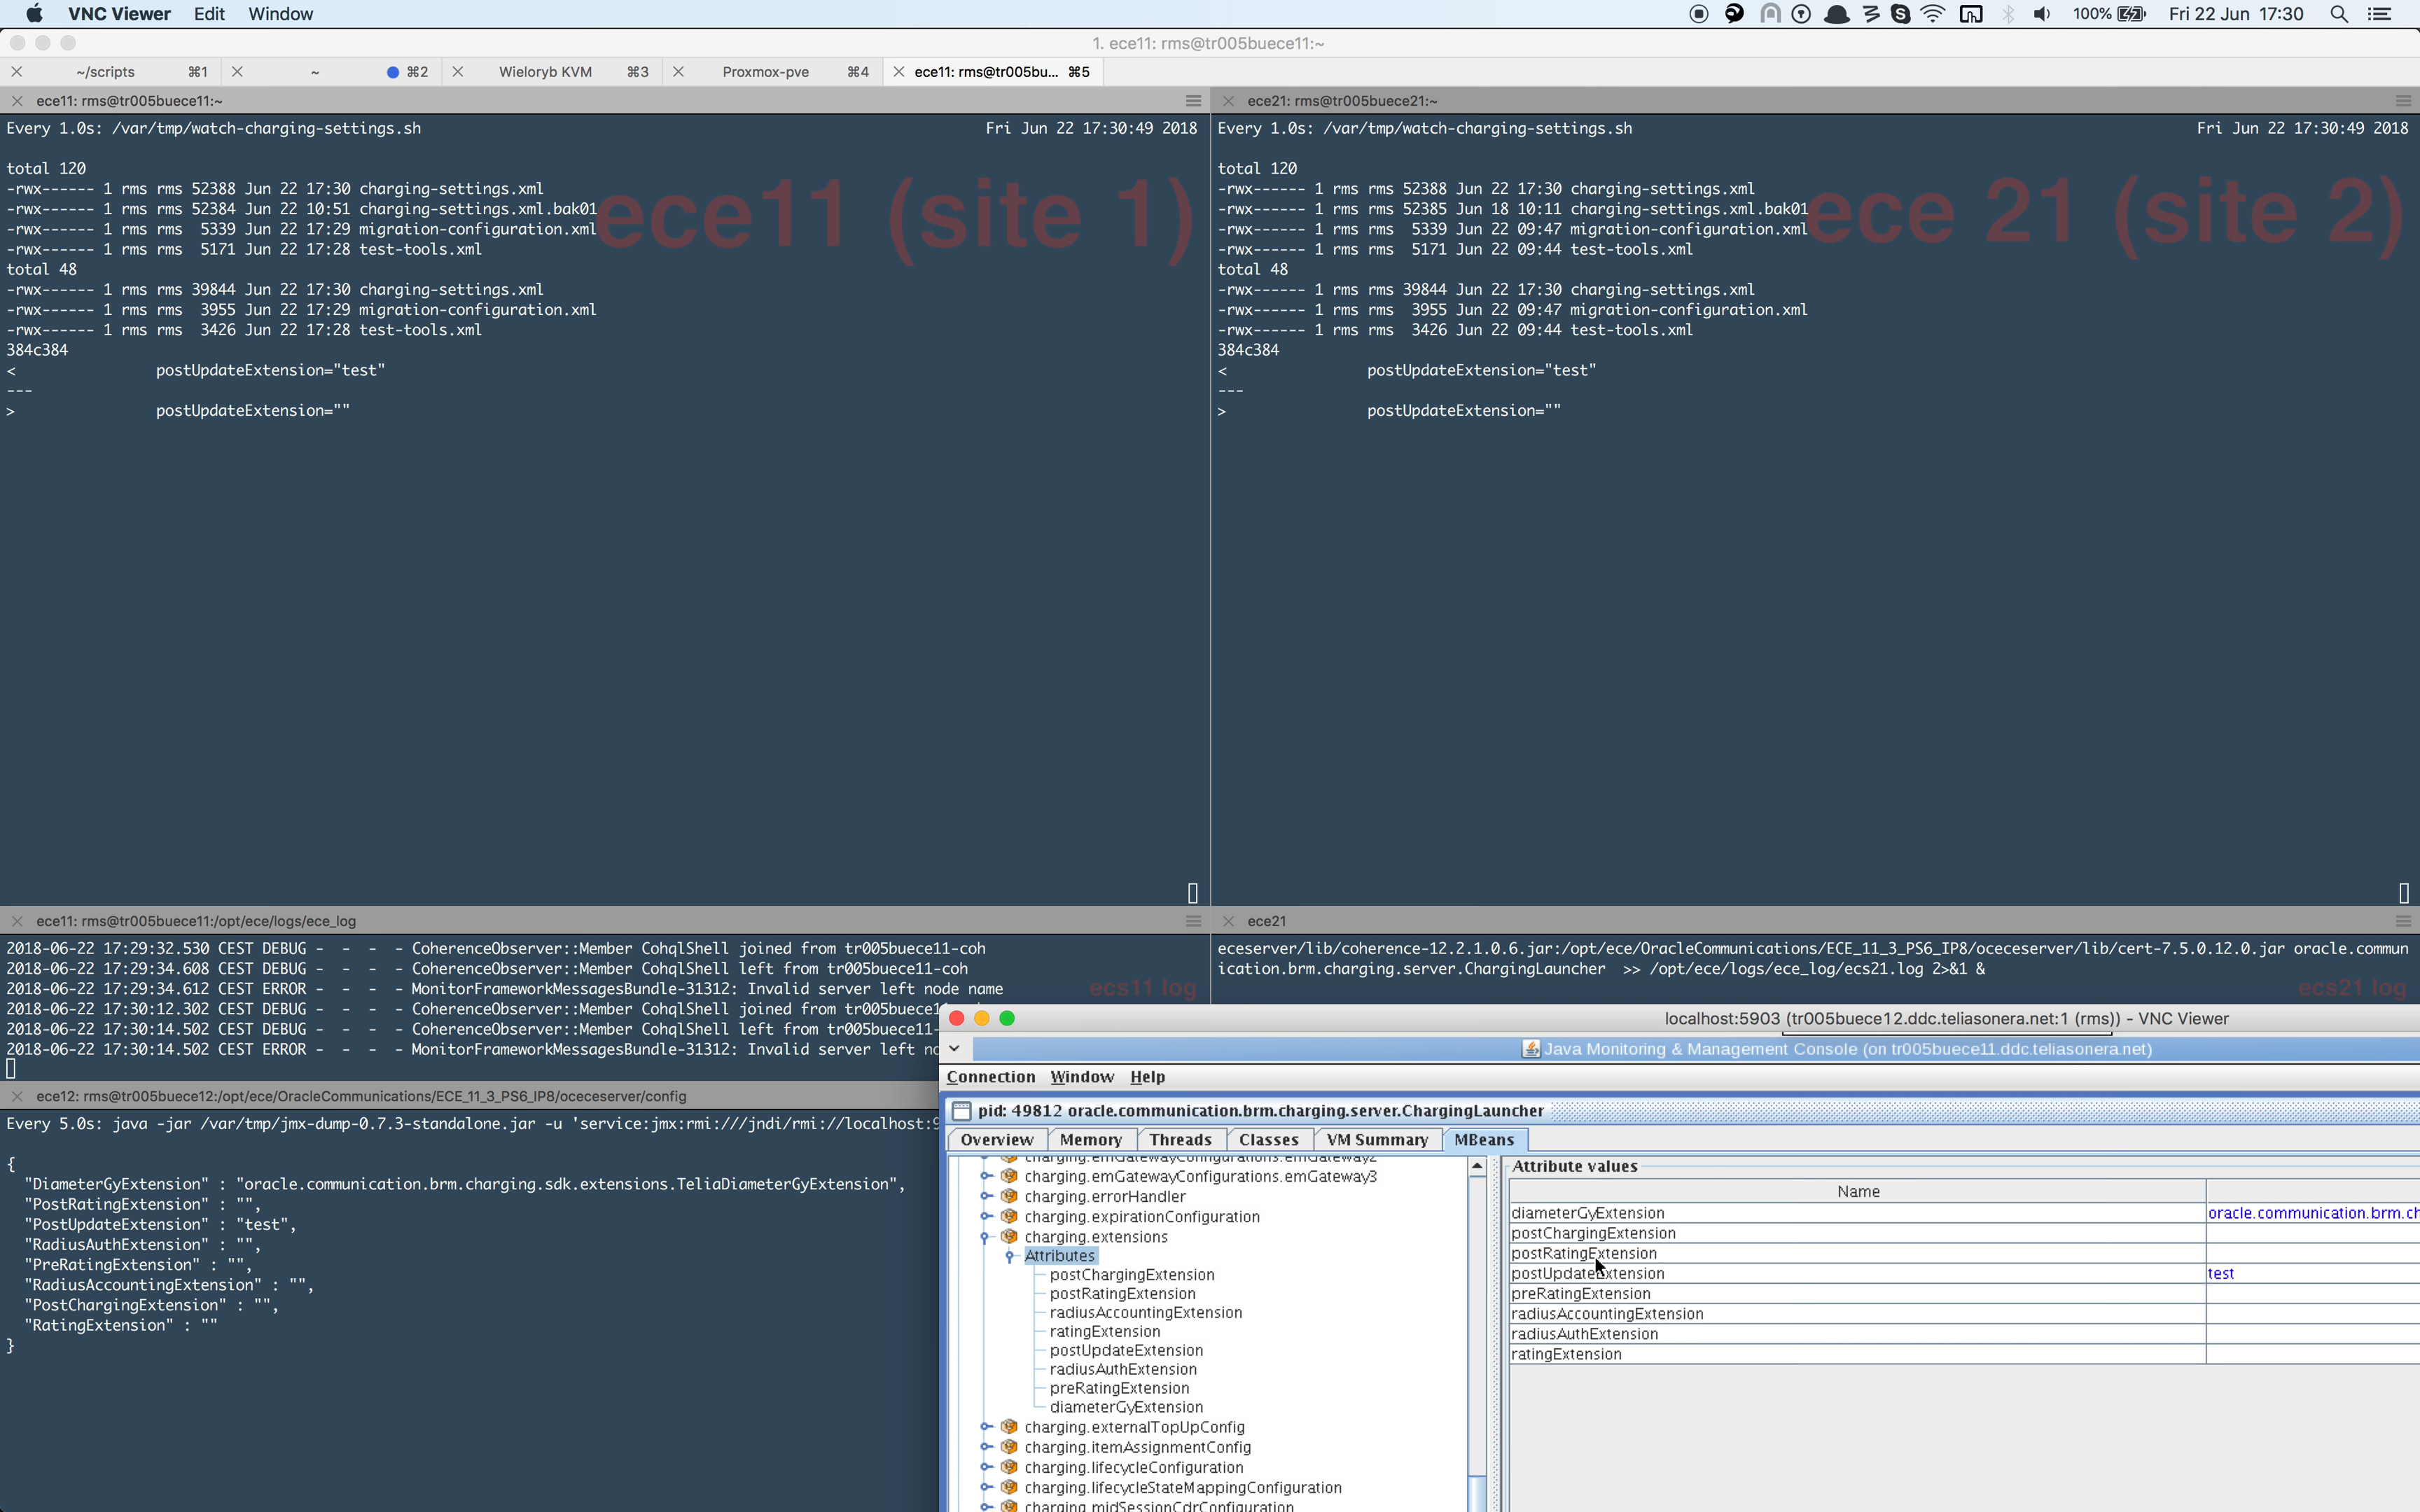 VNC Viewer Edit Window 100% Fri 22 Jun 17:30
1. ece11: rms@tr005buece11:~
~/scripts ⌘1 ~ ⌘2 Wieloryb KVM ⌘3 Proxmox-pve ⌘4 ece11: rms@tr005bu... ⌘5
ece11: rms@tr005buece11:~
Every 1.0s: /var/tmp/watch-charging-settings.sh Fri Jun 22 17:30:49 2018
total 120
-rwx------ 1 rms rms 52388 Jun 22 17:30 charging-settings.xml
-rwx------ 1 rms rms 52384 Jun 22 10:51 charging-settings.xml.bak01
-rwx------ 1 rms rms  5339 Jun 22 17:29 migration-configuration.xml
-rwx------ 1 rms rms  5171 Jun 22 17:28 test-tools.xml
total 48
-rwx------ 1 rms rms 39844 Jun 22 17:30 charging-settings.xml
-rwx------ 1 rms rms  3955 Jun 22 17:29 migration-configuration.xml
-rwx------ 1 rms rms  3426 Jun 22 17:28 test-tools.xml
384c384
< postUpdateExtension="test"
---
> postUpdateExtension=""
ece11 (site 1)
ece21: rms@tr005buece21:~
Every 1.0s: /var/tmp/watch-charging-settings.sh Fri Jun 22 17:30:49 2018
total 120
-rwx------ 1 rms rms 52388 Jun 22 17:30 charging-settings.xml
-rwx------ 1 rms rms 52385 Jun 18 10:11 charging-settings.xml.bak01
-rwx------ 1 rms rms  5339 Jun 22 09:47 migration-configuration.xml
-rwx------ 1 rms rms  5171 Jun 22 09:44 test-tools.xml
total 48
-rwx------ 1 rms rms 39844 Jun 22 17:30 charging-settings.xml
-rwx------ 1 rms rms  3955 Jun 22 09:47 migration-configuration.xml
-rwx------ 1 rms rms  3426 Jun 22 09:44 test-tools.xml
384c384
< postUpdateExtension="test"
---
> postUpdateExtension=""
ece 21 (site 2)
ece11: rms@tr005buece11:/opt/ece/logs/ece_log
2018-06-22 17:29:32.530 CEST DEBUG - - - - CoherenceObserver::Member CohqlShell joined from tr005buece11-coh
2018-06-22 17:29:34.608 CEST DEBUG - - - - CoherenceObserver::Member CohqlShell left from tr005buece11-coh
2018-06-22 17:29:34.612 CEST ERROR - - - - MonitorFrameworkMessagesBundle-31312: Invalid server left node name
2018-06-22 17:30:12.302 CEST DEBUG - - - - CoherenceObserver::Member CohqlShell joined from tr005buece11
2018-06-22 17:30:14.502 CEST DEBUG - - - - CoherenceObserver::Member CohqlShell left from tr005buece11-
2018-06-22 17:30:14.502 CEST ERROR - - - - MonitorFrameworkMessagesBundle-31312: Invalid server left no
ecs11 log
ece21
eceserver/lib/coherence-12.2.1.0.6.jar:/opt/ece/OracleCommunications/ECE_11_3_PS6_IP8/oceceserver/lib/cert-7.5.0.12.0.jar oracle.commun
ication.brm.charging.server.ChargingLauncher  >> /opt/ece/logs/ece_log/ecs21.log 2>&1 &
ecs21 log
ece12: rms@tr005buece12:/opt/ece/OracleCommunications/ECE_11_3_PS6_IP8/oceceserver/config
Every 5.0s: java -jar /var/tmp/jmx-dump-0.7.3-standalone.jar -u 'service:jmx:rmi:///jndi/rmi://localhost:9
{
"DiameterGyExtension" : "oracle.communication.brm.charging.sdk.extensions.TeliaDiameterGyExtension",
"PostRatingExtension" : "",
"PostUpdateExtension" : "test",
"RadiusAuthExtension" : "",
"PreRatingExtension" : "",
"RadiusAccountingExtension" : "",
"PostChargingExtension" : "",
"RatingExtension" : ""
}
localhost:5903 (tr005buece12.ddc.teliasonera.net:1 (rms)) - VNC Viewer
Java Monitoring & Management Console (on tr005buece11.ddc.teliasonera.net)
Connection Window Help
pid: 49812 oracle.communication.brm.charging.server.ChargingLauncher
Overview Memory Threads Classes VM Summary MBeans
charging.emGatewayConfigurations.emGateway2
charging.emGatewayConfigurations.emGateway3
charging.errorHandler
charging.expirationConfiguration
charging.extensions
Attributes
postChargingExtension
postRatingExtension
radiusAccountingExtension
ratingExtension
postUpdateExtension
radiusAuthExtension
preRatingExtension
diameterGyExtension
charging.externalTopUpConfig
charging.itemAssignmentConfig
charging.lifecycleConfiguration
charging.lifecycleStateMappingConfiguration
charging.midSessionCdrConfiguration
Attribute values
Name
diameterGyExtension oracle.communication.brm.ch
postChargingExtension
postRatingExtension
postUpdateExtension test
preRatingExtension
radiusAccountingExtension
radiusAuthExtension
ratingExtension